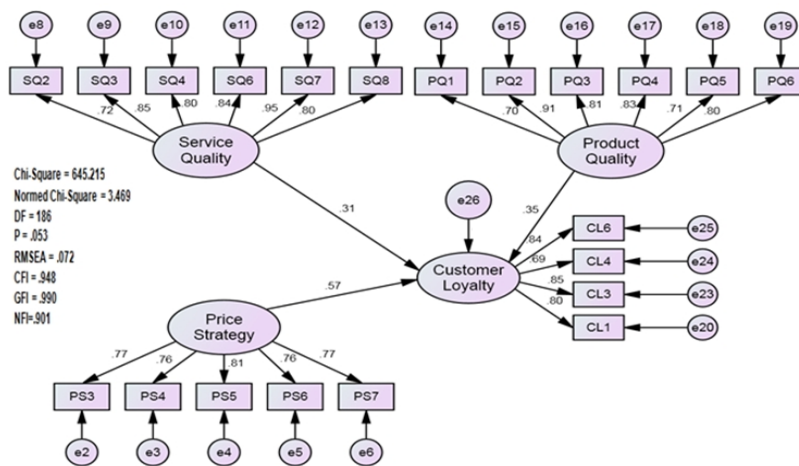 e8 e9 e10 e11 e12 e13 e14 e15 e16 e17 e18 e19
SQ2 SQ3 SQ4 SQ6 SQ7 SQ8 PQ1 PQ2 PQ3 PQ4 PQ5 PQ6
.72 .85 .80 .84 .95 .80 .70 .91 .81 .83 .71 .80
Service
Quality
Product
Quality
Chi-Square = 645.215
Normed Chi-Square = 3.469
DF = 186
P = .053
RMSEA = .072
CFI = .948
GFI = .990
NFI=.901
.31
e26
.35
Customer
Loyalty
.84
.69
.85
.80
CL6 e25
CL4 e24
CL3 e23
CL1 e20
.57
Price
Strategy
.77 .76 .81 .76 .77
PS3 PS4 PS5 PS6 PS7
e2 e3 e4 e5 e6